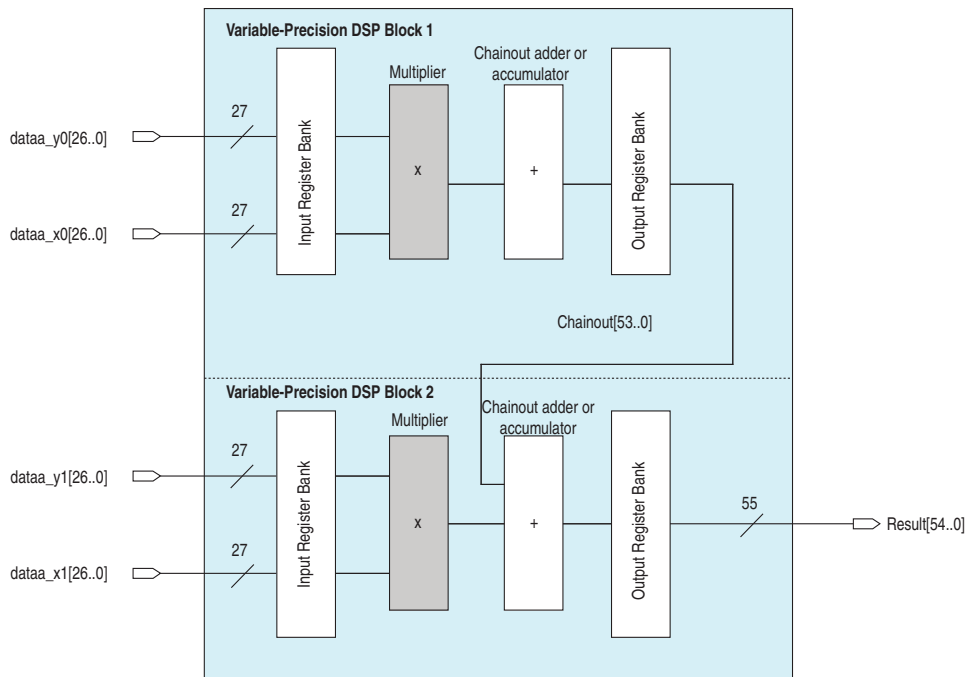 Variable-Precision DSP Block 1
Chainout adder or
accumulator
Multiplier
27
dataa_y0[26..0]
Input Register Bank
x
+
Output Register Bank
27
dataa_x0[26..0]
Chainout[53..0]
Variable-Precision DSP Block 2
Chainout adder or
accumulator
Multiplier
27
dataa_y1[26..0]
Input Register Bank
x
+
Output Register Bank
55
Result[54..0]
27
dataa_x1[26..0]